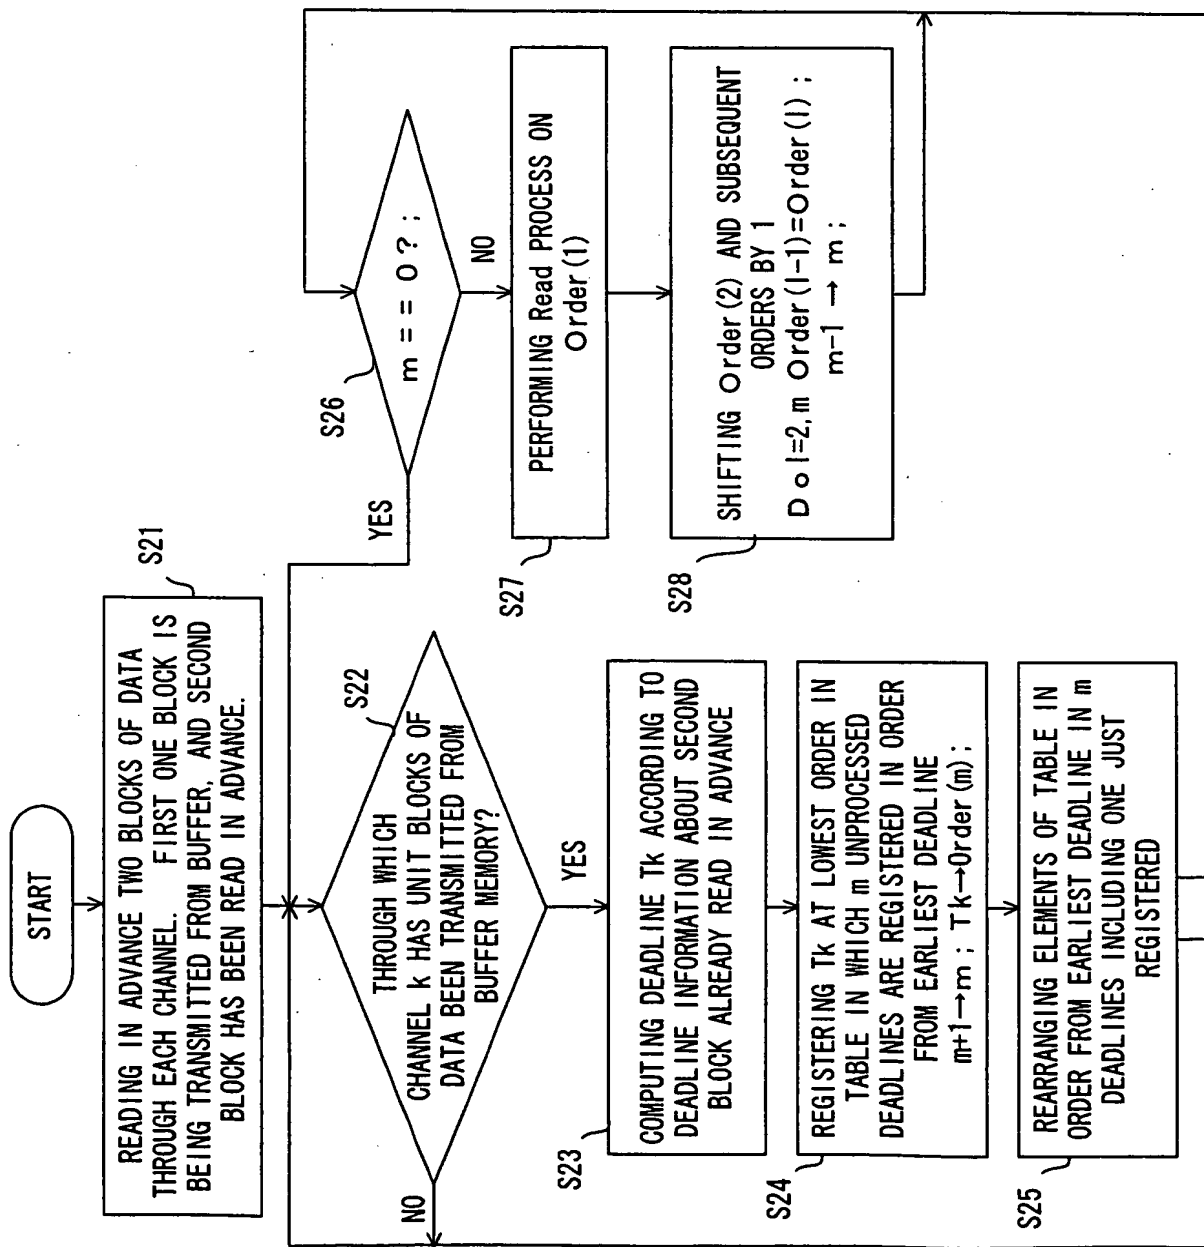 START
S21
READING IN ADVANCE TWO BLOCKS OF DATA
THROUGH EACH CHANNEL. FIRST ONE BLOCK IS
BEING TRANSMITTED FROM BUFFER, AND SECOND
BLOCK HAS BEEN READ IN ADVANCE.
S22
THROUGH WHICH
CHANNEL k HAS UNIT BLOCKS OF
DATA BEEN TRANSMITTED FROM
BUFFER MEMORY?
NO
YES
S23
COMPUTING DEADLINE Tk ACCORDING TO
DEADLINE INFORMATION ABOUT SECOND
BLOCK ALREADY READ IN ADVANCE
S24
REGISTERING Tk AT LOWEST ORDER IN
TABLE IN WHICH m UNPROCESSED
DEADLINES ARE REGISTERED IN ORDER
FROM EARLIEST DEADLINE
m+1→m; Tk→Order(m);
S25
REARRANGING ELEMENTS OF TABLE IN
ORDER FROM EARLIEST DEADLINE IN m
DEADLINES INCLUDING ONE JUST
REGISTERED
S26
m==0?;
YES
NO
S27
PERFORMING Read PROCESS ON
Order(1)
S28
SHIFTING Order(2) AND SUBSEQUENT
ORDERS BY 1
Do l=2,m Order(l-1)=Order(l);
m-1→m;